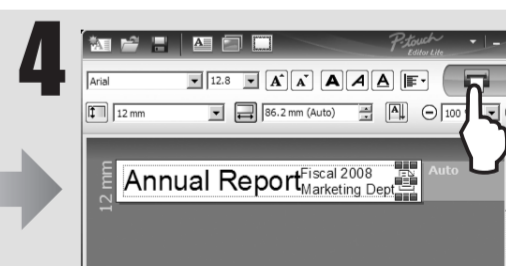 4
P-touch
Editor Lite
Arial 12.8 A A A A A
12 mm 86.2 mm (Auto) A 100
12 mm
Annual Report
Fiscal 2008
Marketing Dept
Auto